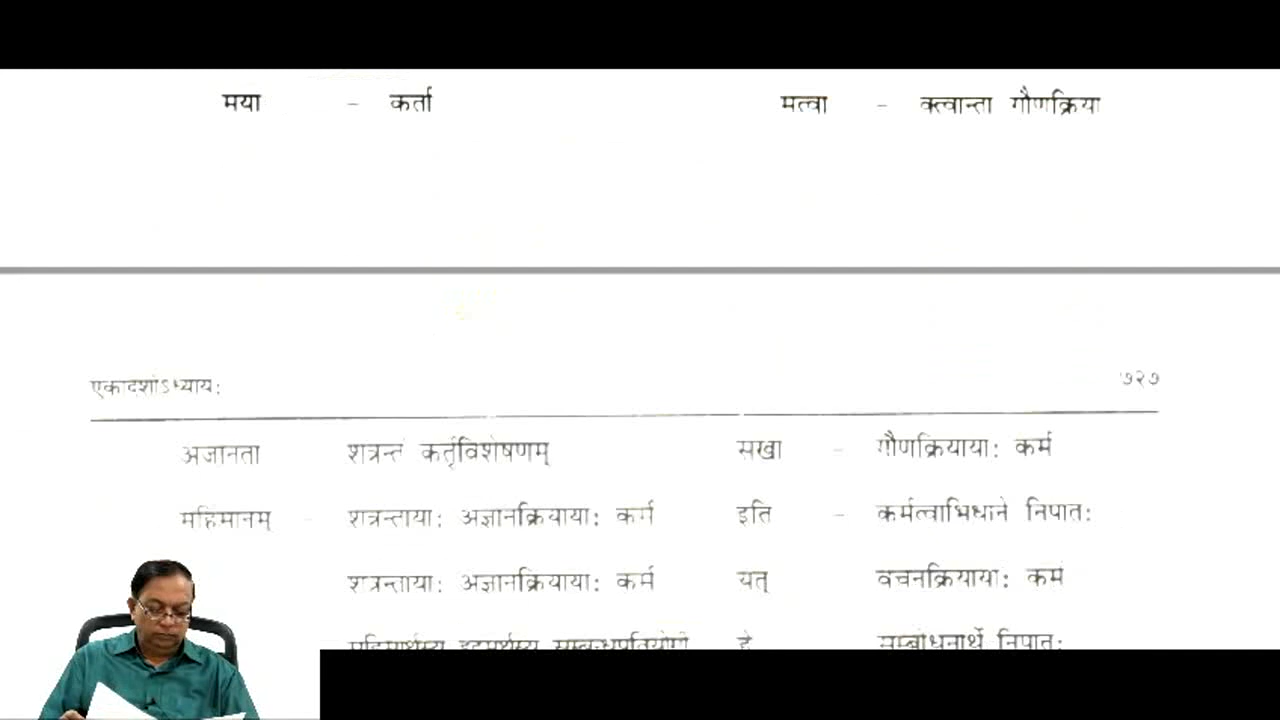 मया - कर्ता मत्वा - क्त्वान्ता गौणक्रिया
एकादशोऽध्यायः ७२७
अजानता शत्रन्तं कर्तृविशेषणम् सखा - गौणक्रियायाः कर्म
महिमानम् - शत्रन्तायाः अज्ञानक्रियायाः कर्म इति - कर्मत्वाभिधाने निपातः
शत्रन्तायाः अज्ञानक्रियायाः कर्म यत् वचनक्रियायाः कर्म
हे सम्बोधनार्थे निपातः